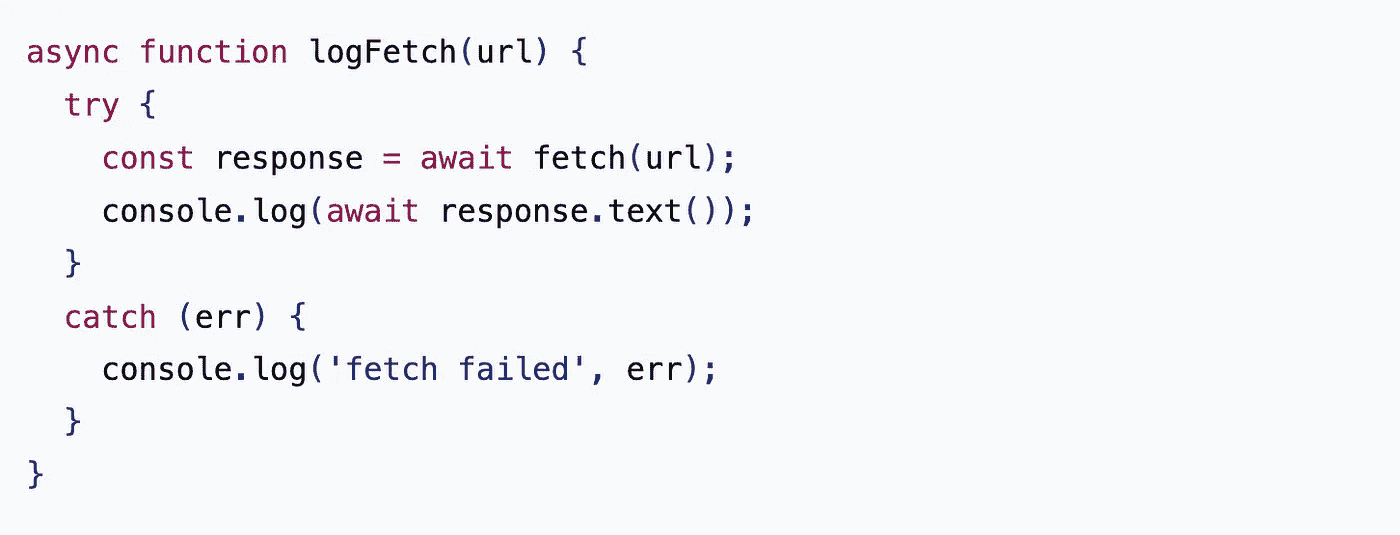 async function logFetch(url) {
  try {
    const response = await fetch(url);
    console.log(await response.text());
  }
  catch (err) {
    console.log('fetch failed', err);
  }
}